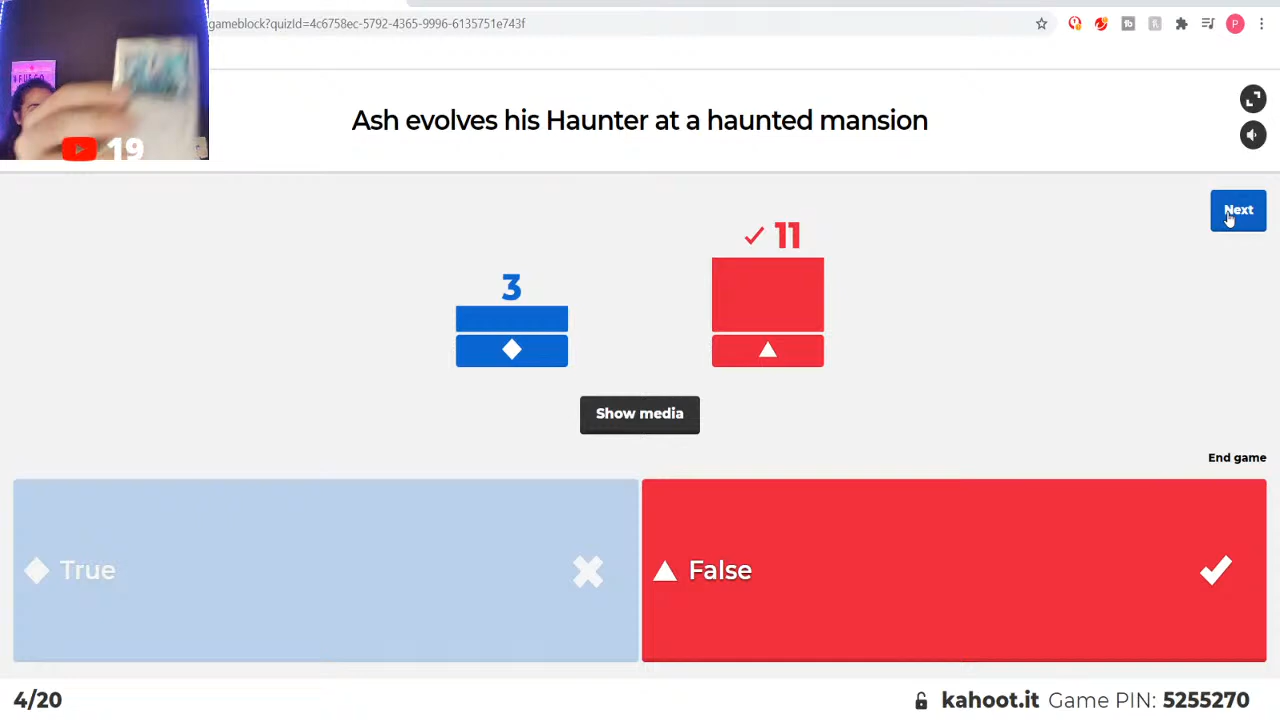 gameblock?quizId=4c6758ec-5792-4365-9996-6135751e743f
P
FUEGO
19
Ash evolves his Haunter at a haunted mansion
Next
3
11
Show media
End game
True
False
4/20
kahoot.it Game PIN: 5255270